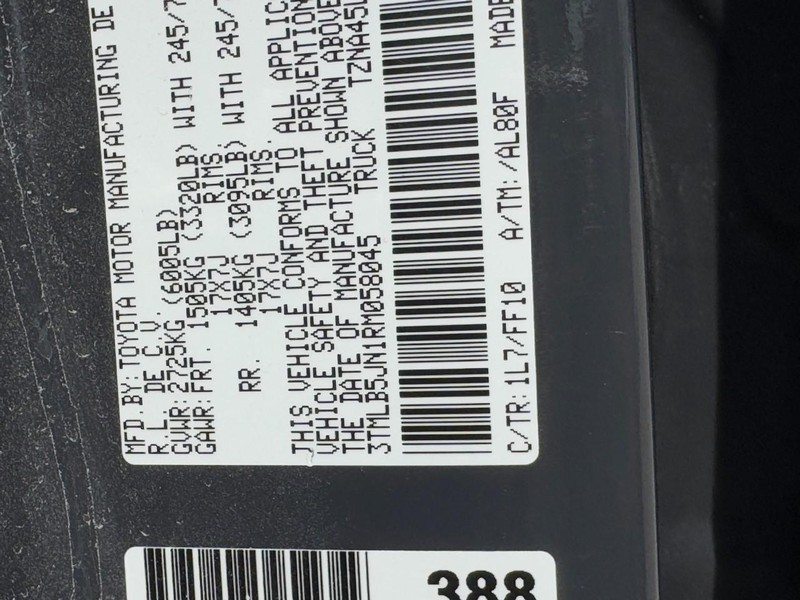 MFD.BY:TOYOTA MOTOR MANUFACTURING DE
R.L. DE C.V.
GVWR:2725KG (6005LB)
GAWR:FRT. 1505KG (3320LB) WITH 245/7
17X7J RIMS,
RR. 1405KG (3095LB) WITH 245/7
17X7J RIMS.
THIS VEHICLE CONFORMS TO ALL APPLIC
VEHICLE SAFETY AND THEFT PREVENTION
THE DATE OF MANUFACTURE SHOWN ABOVE
3TMLB5JN1RM058045 TRUCK TZNA45L
C/TR:1L7/FF10 A/TM:/AL80F MADE
388